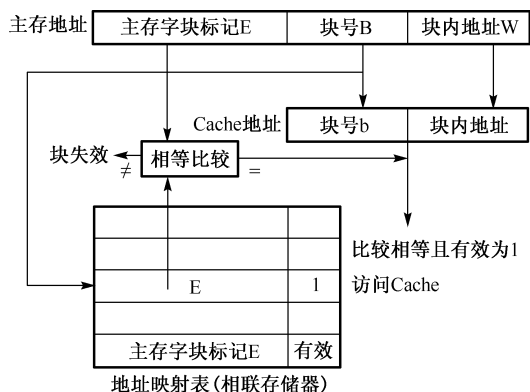 主存地址 主存字块标记E 块号B 块内地址W
Cache地址 块号b 块内地址
块失效 ≠ 相等比较 =
比较相等且有效为1
访问Cache
E 1
主存字块标记E 有效
地址映射表(相联存储器)